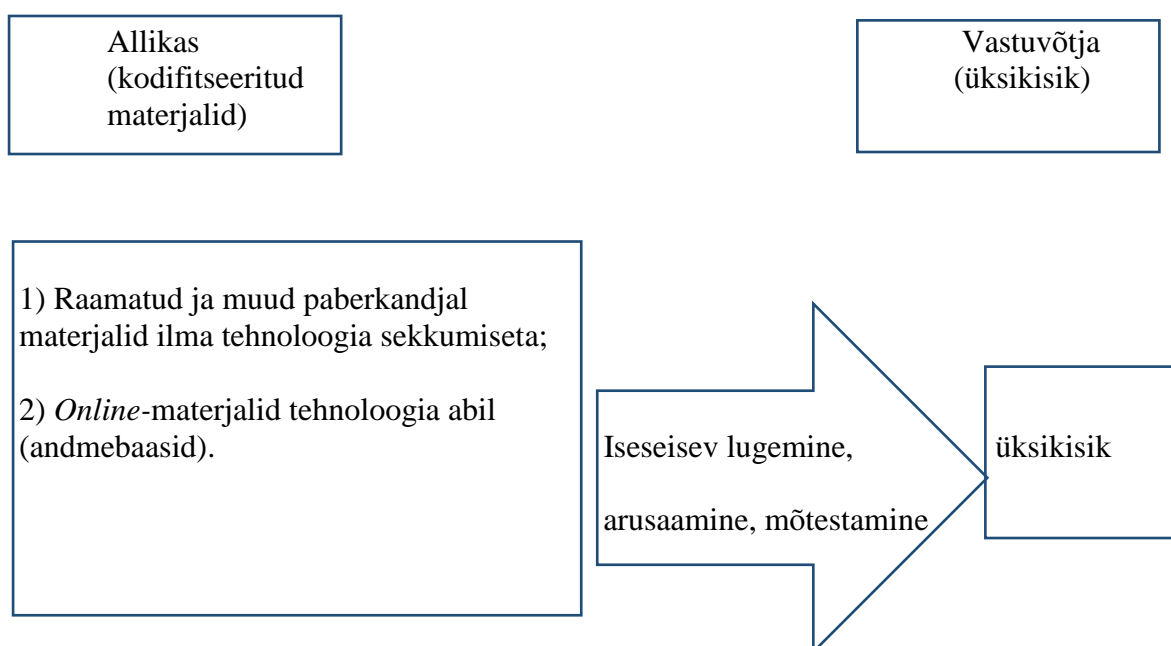 Allikas
(kodifitseeritud
materjalid)
Vastuvõtja
(üksikisik)
1) Raamatud ja muud paberkandjal
materjalid ilma tehnoloogia sekkumiseta;
2) Online-materjalid tehnoloogia abil
(andmebaasid).
Iseseisev lugemine,
arusaamine, mõtestamine
üksikisik